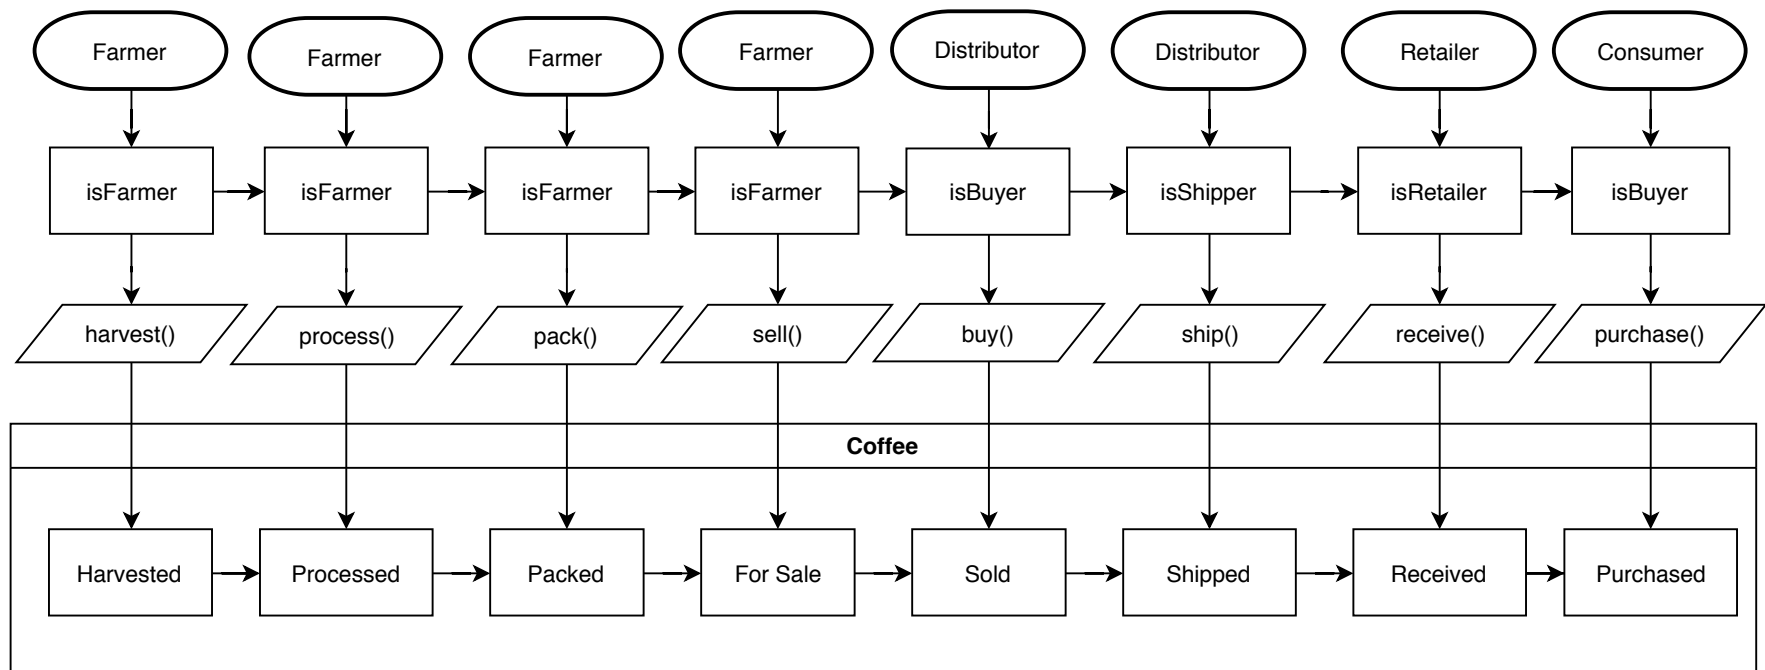 Farmer
Farmer
Farmer
Farmer
Distributor
Distributor
Retailer
Consumer
isFarmer
isFarmer
isFarmer
isFarmer
isBuyer
isShipper
isRetailer
isBuyer
harvest()
process()
pack()
sell()
buy()
ship()
receive()
purchase()
Coffee
Harvested
Processed
Packed
For Sale
Sold
Shipped
Received
Purchased